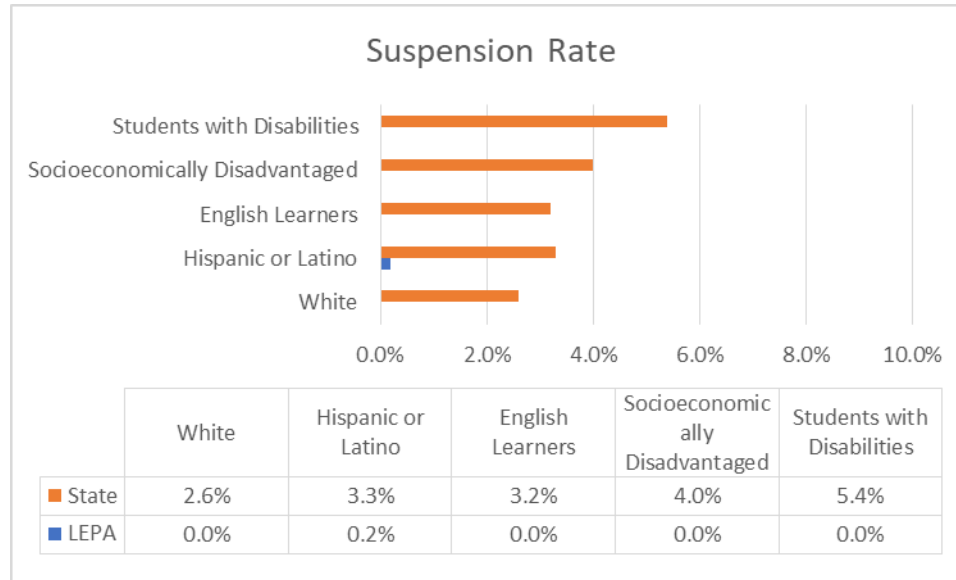 Suspension Rate
Students with Disabilities
Socioeconomically Disadvantaged
English Learners
Hispanic or Latino
White
0.0% 2.0% 4.0% 6.0% 8.0% 10.0%
White Hispanic or Latino English Learners Socioeconomic ally Disadvantaged Students with Disabilities
State 2.6% 3.3% 3.2% 4.0% 5.4%
LEPA 0.0% 0.2% 0.0% 0.0% 0.0%